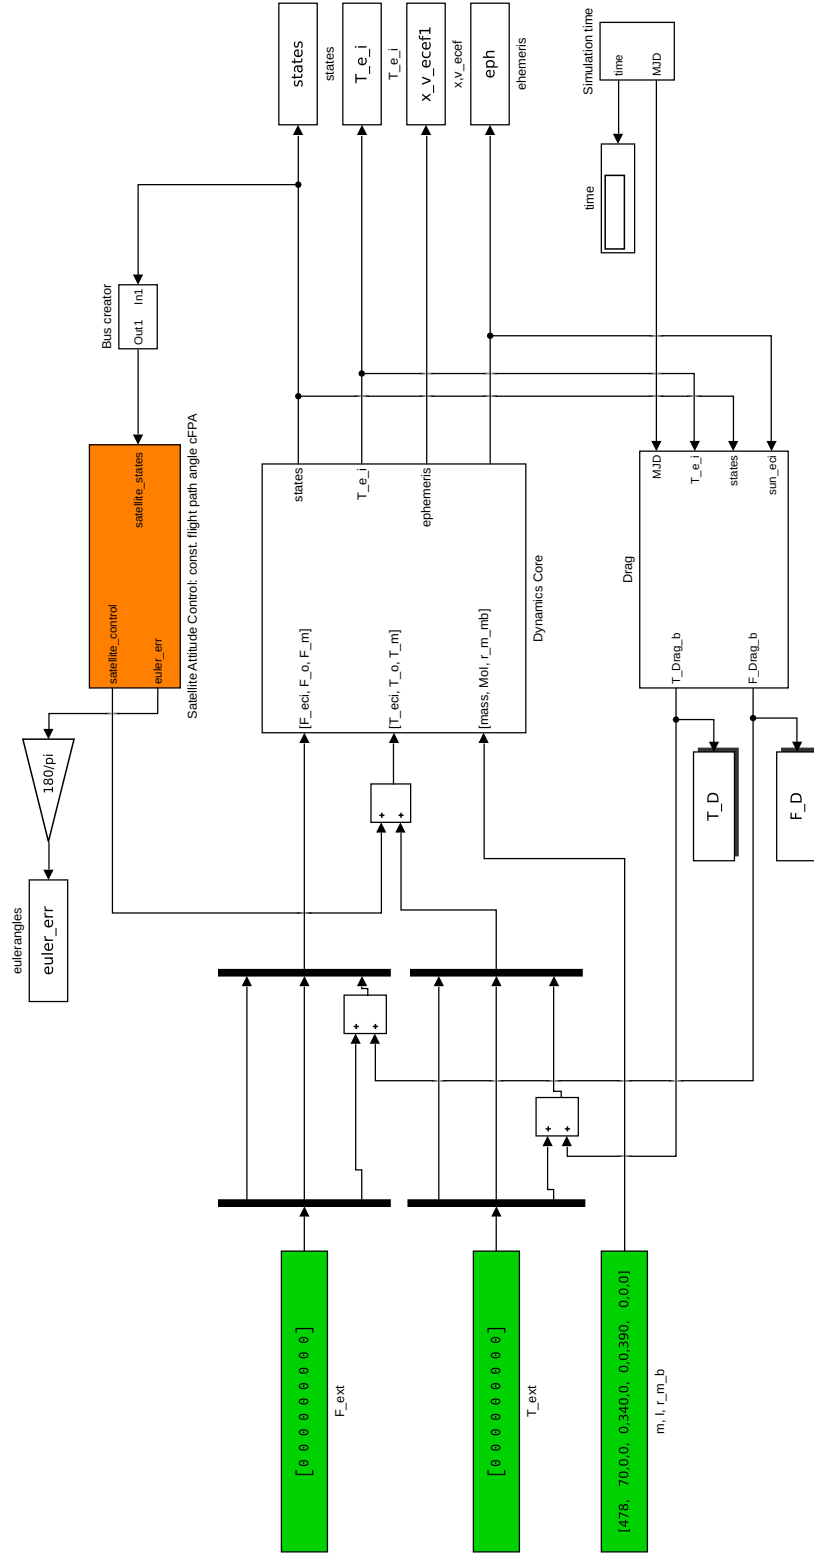 eulerangles
euler_err
180/pi
euler_err
satellite_control
satellite_states
Satellite Attitude Control: const. flight path angle cFPA
Bus creator
Out1
In1
F_ext
[0 0 0 0 0 0 0 0 0]
+
+
[F_eci, F_o, F_m]
[T_eci, T_o, T_m]
[mass, MoI, r_m_mb]
+
+
states
T_e_i
ephemeris
Dynamics Core
states
states
T_e_i
T_e_i
x_v_ecef1
x,v_ecef
eph
ehemeris
[0 0 0 0 0 0 0 0 0]
T_ext
+
+
[478, 70,0,0, 0,340,0, 0,0,390, 0,0,0]
m, I, r_m_b
Drag
T_Drag_b
F_Drag_b
MJD
T_e_i
states
sun_eci
T_D
F_D
time
Simulation time
time
MJD